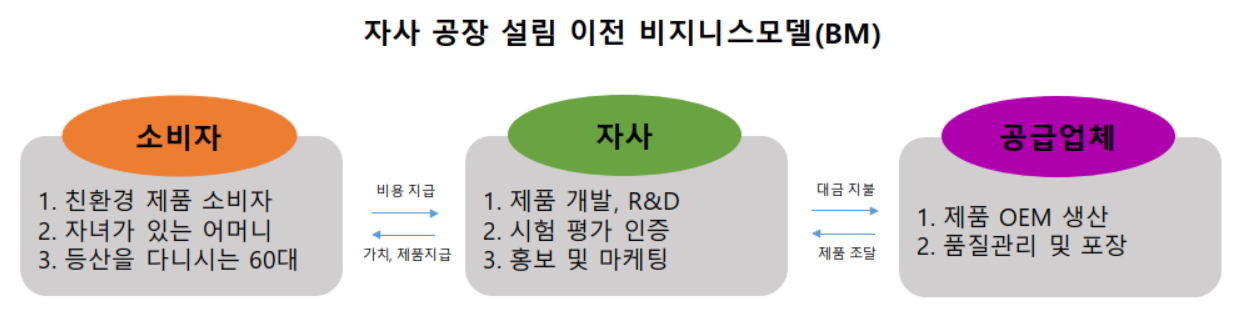 자사 공장 설립 이전 비지니스모델(BM)
소비자
1. 친환경 제품 소비자
2. 자녀가 있는 어머니
3. 등산을 다니시는 60대
비용 지급
가치, 제품지급
자사
1. 제품 개발, R&D
2. 시험 평가 인증
3. 홍보 및 마케팅
대금 지불
제품 조달
공급업체
1. 제품 OEM 생산
2. 품질관리 및 포장